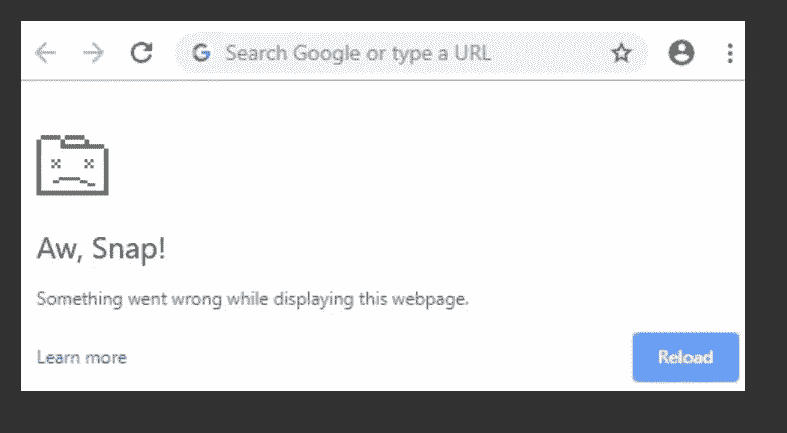 Search Google or type a URL
Aw, Snap!
Something went wrong while displaying this webpage.
Learn more
Reload